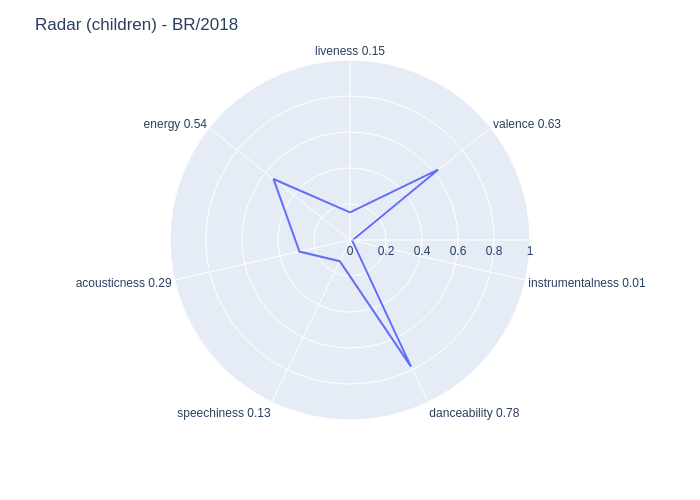 Radar (children) - BR/2018
liveness 0.15
energy 0.54
valence 0.63
0 0.2 0.4 0.6 0.8 1
acousticness 0.29
instrumentalness 0.01
speechiness 0.13
danceability 0.78